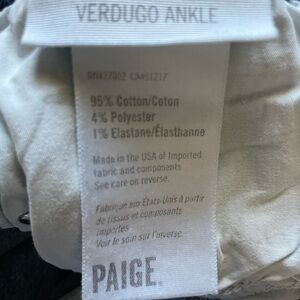 VERDUGO ANKLE
95% Cotton/Coton
4% Polyester
1% Elastane/Élasthanne
Made in the USA of Imported
fabric and components
See care on reverse.
Fabriqué aux États-Unis à partir
de tissus et composants
importés
Voir le soin sur l'inverse.
PAIGE